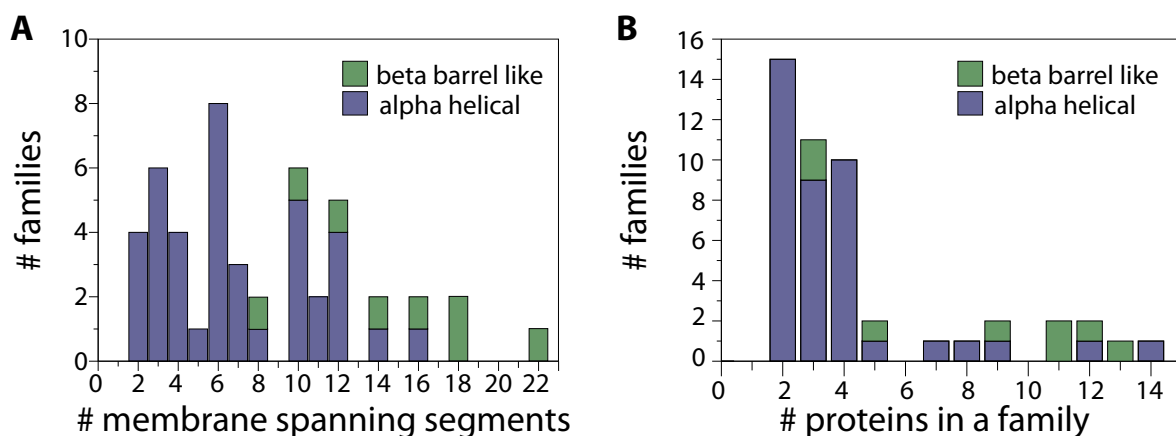 A
10
8
6
4
2
0
# families
beta barrel like
alpha helical
0 2 4 6 8 10 12 14 16 18 20 22
# membrane spanning segments
B
16
14
12
10
8
6
4
2
0
# families
beta barrel like
alpha helical
0 2 4 6 8 10 12 14
# proteins in a family